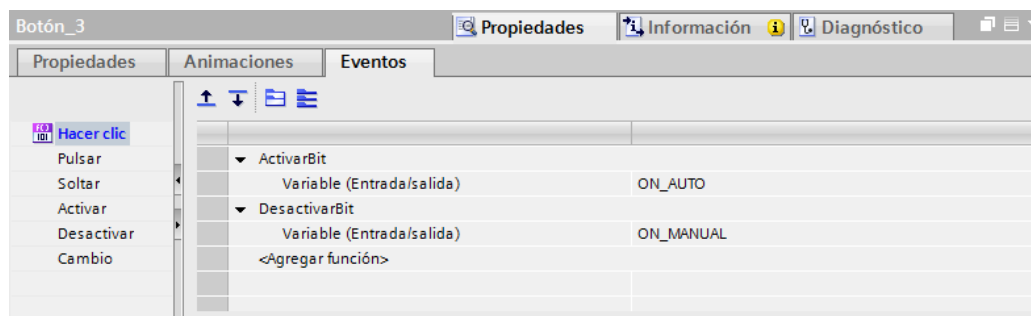 Botón_3
Propiedades
Información
Diagnóstico
Propiedades
Animaciones
Eventos
Hacer clic
Pulsar
Soltar
Activar
Desactivar
Cambio
ActivarBit
Variable (Entrada/salida) ON_AUTO
DesactivarBit
Variable (Entrada/salida) ON_MANUAL
<Agregar función>